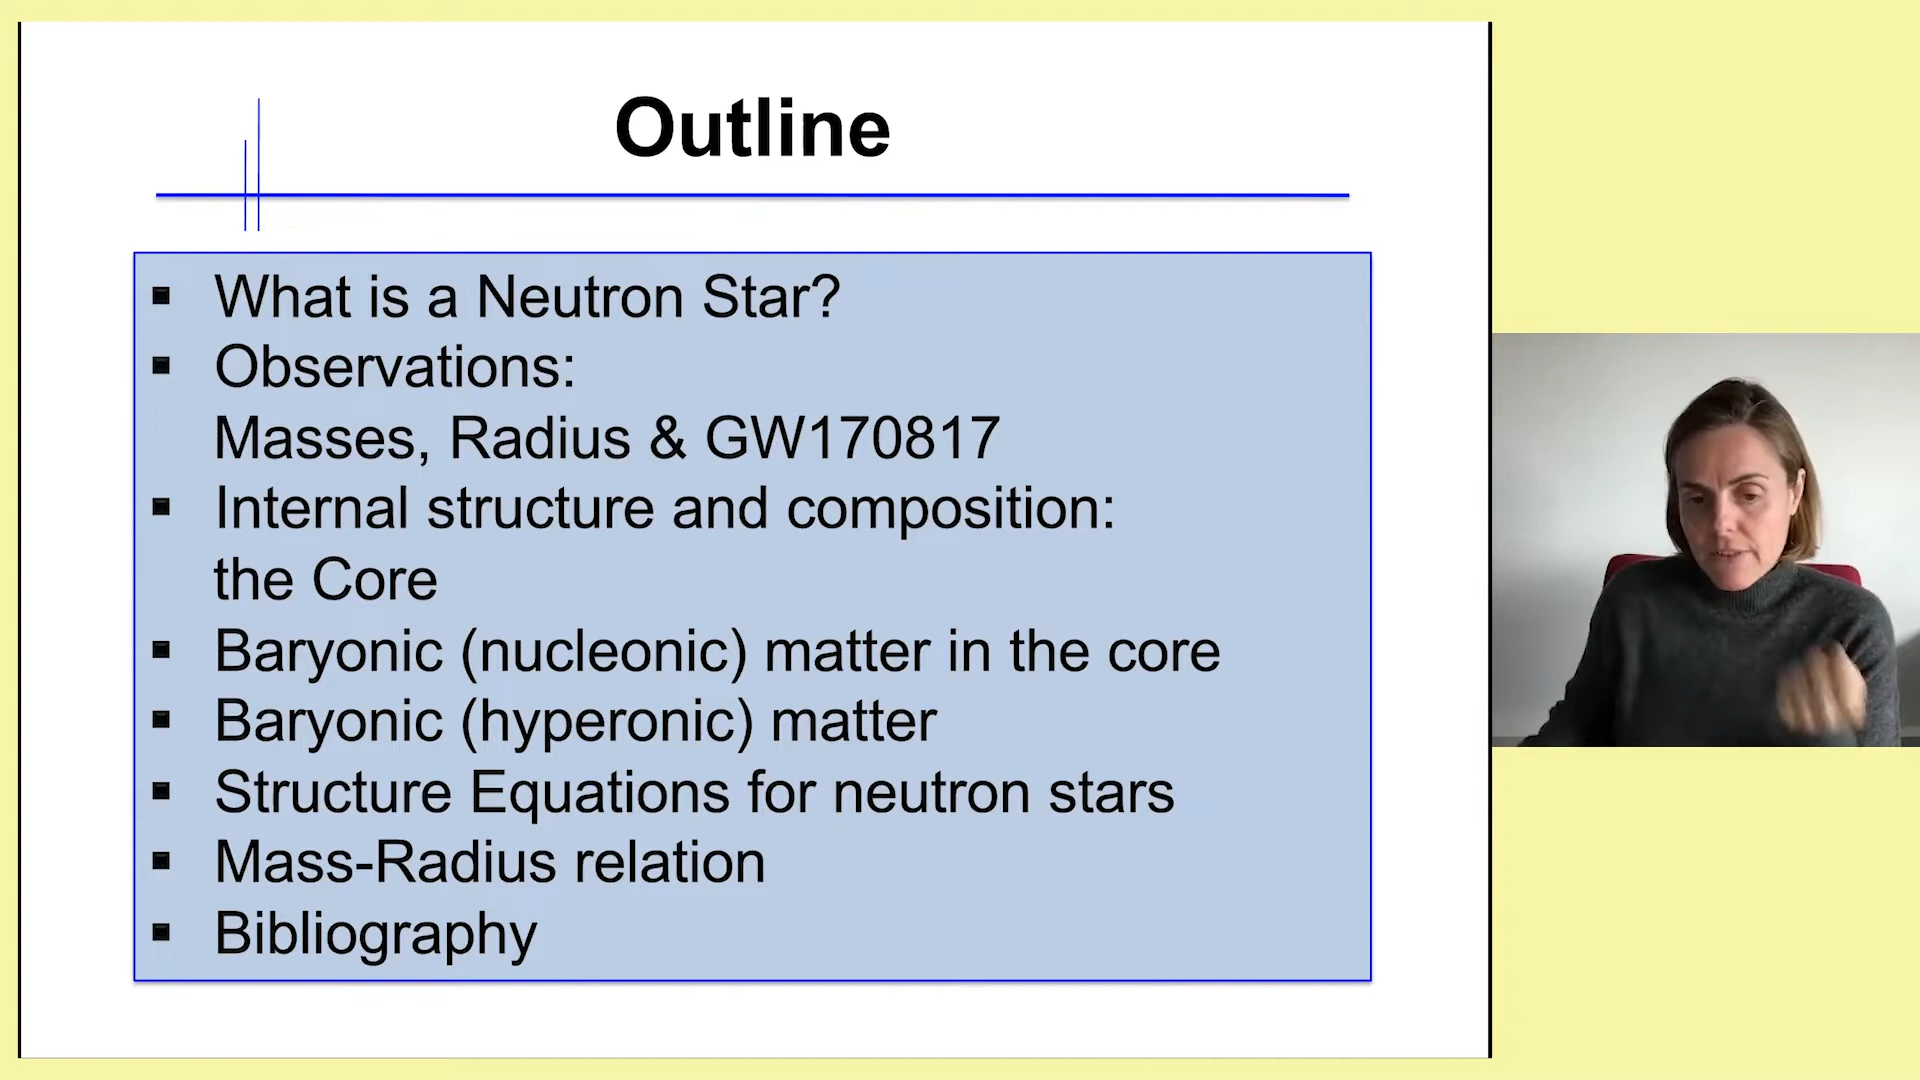 Outline
What is a Neutron Star?
Observations:
Masses, Radius & GW170817
Internal structure and composition:
the Core
Baryonic (nucleonic) matter in the core
Baryonic (hyperonic) matter
Structure Equations for neutron stars
Mass-Radius relation
Bibliography